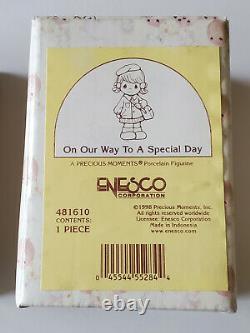 On Our Way To A Special Day
A PRECIOUS MOMENTS® Porcelain Figurine
ENESCO
CORPORATION
481610
CONTENTS:
1 PIECE
©1998 Precious Moments, Inc.
All rights reserved worldwide
Licensee: Enesco Corporation
Made in Indonesia
www.enesco.com
0 45544 55284 4